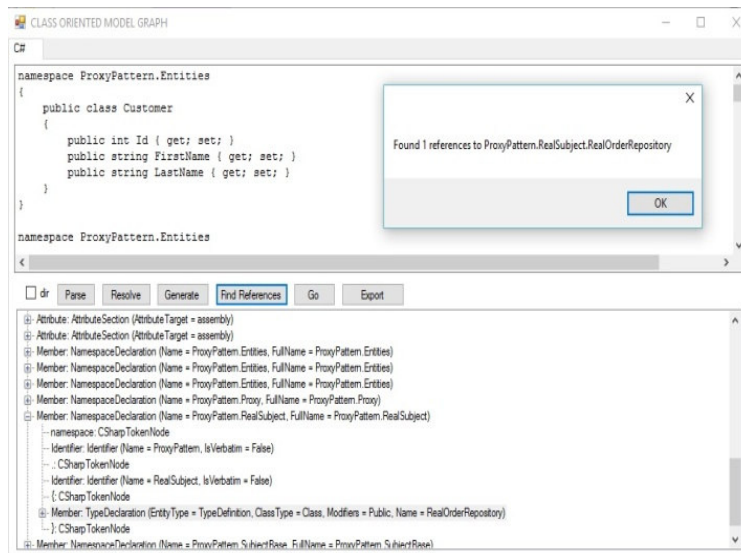 CLASS ORIENTED MODEL GRAPH
C#
namespace ProxyPattern.Entities
{
public class Customer
{
public int Id { get; set; }
public string FirstName { get; set; }
public string LastName { get; set; }
}
}
namespace ProxyPattern.Entities
Found 1 references to ProxyPattern.RealSubject.RealOrderRepository
OK
dr Parse Resolve Generate Find References Go Export
Attribute: AttributeSection (AttributeTarget = assembly)
Attribute: AttributeSection (AttributeTarget = assembly)
Member: NamespaceDeclaration (Name = ProxyPattern.Entities, FullName = ProxyPattern.Entities)
Member: NamespaceDeclaration (Name = ProxyPattern.Entities, FullName = ProxyPattern.Entities)
Member: NamespaceDeclaration (Name = ProxyPattern.Entities, FullName = ProxyPattern.Entities)
Member: NamespaceDeclaration (Name = ProxyPattern.Proxy, FullName = ProxyPattern.Proxy)
Member: NamespaceDeclaration (Name = ProxyPattern.RealSubject, FullName = ProxyPattern.RealSubject)
namespace: CSharpTokenNode
Identifier: Identifier (Name = ProxyPattern, IsVerbatim = False)
.: CSharpTokenNode
Identifier: Identifier (Name = RealSubject, IsVerbatim = False)
{: CSharpTokenNode
Member: TypeDeclaration (EntityType = TypeDefinition, ClassType = Class, Modifiers = Public, Name = RealOrderRepository)
}: CSharpTokenNode
Member: NamespaceDeclaration (Name = ProxyPattern.SubjectBase, FullName = ProxyPattern.SubjectBase)